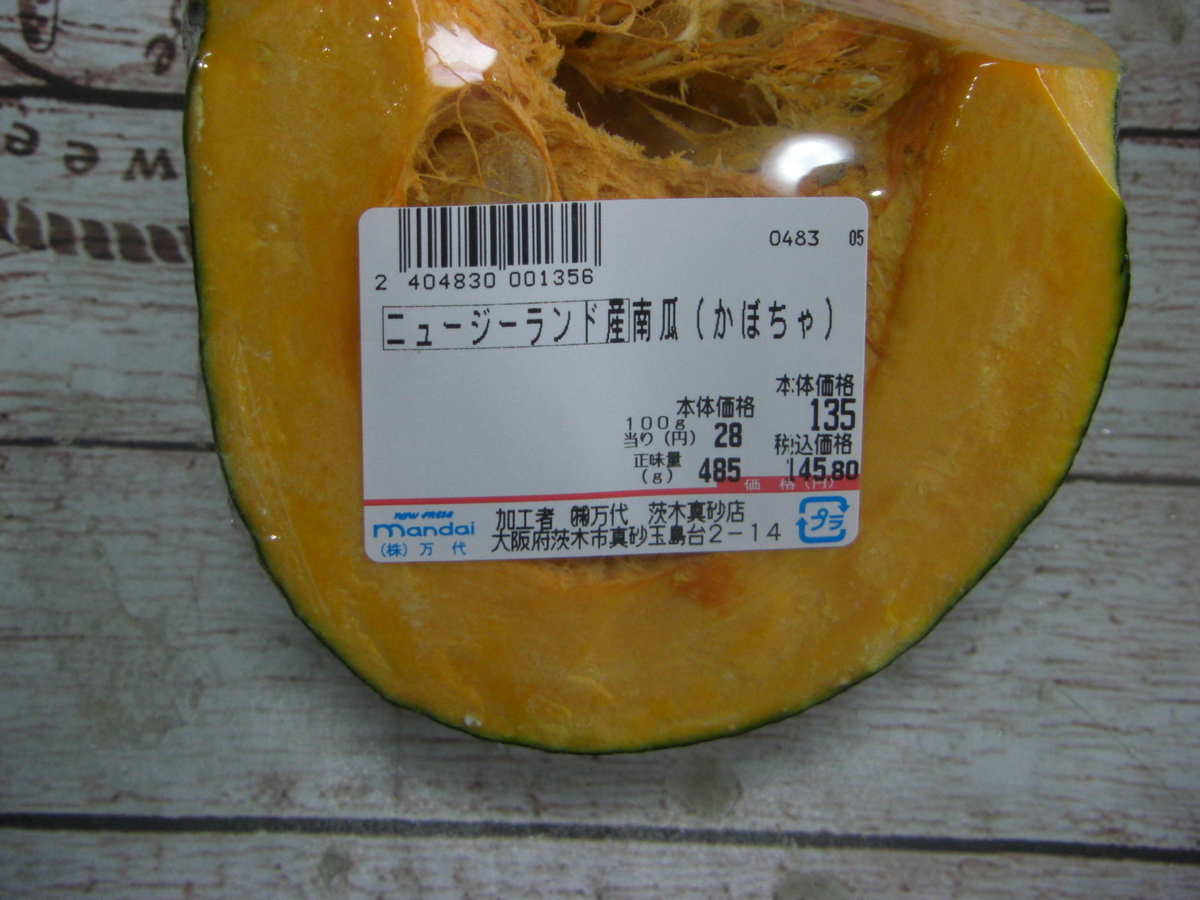 0483 05
2 404830 001356
ニュージーランド産南瓜(かぼちゃ)
本体価格
135
本体価格
100g
当り(円) 28
税込価格
正味量
(g) 485
145.80
価格(円)
now fresh
mandai
(株)万代
加工者 ㈱万代 茨木真砂店
大阪府茨木市真砂玉島台2-14
プラ
wee
e